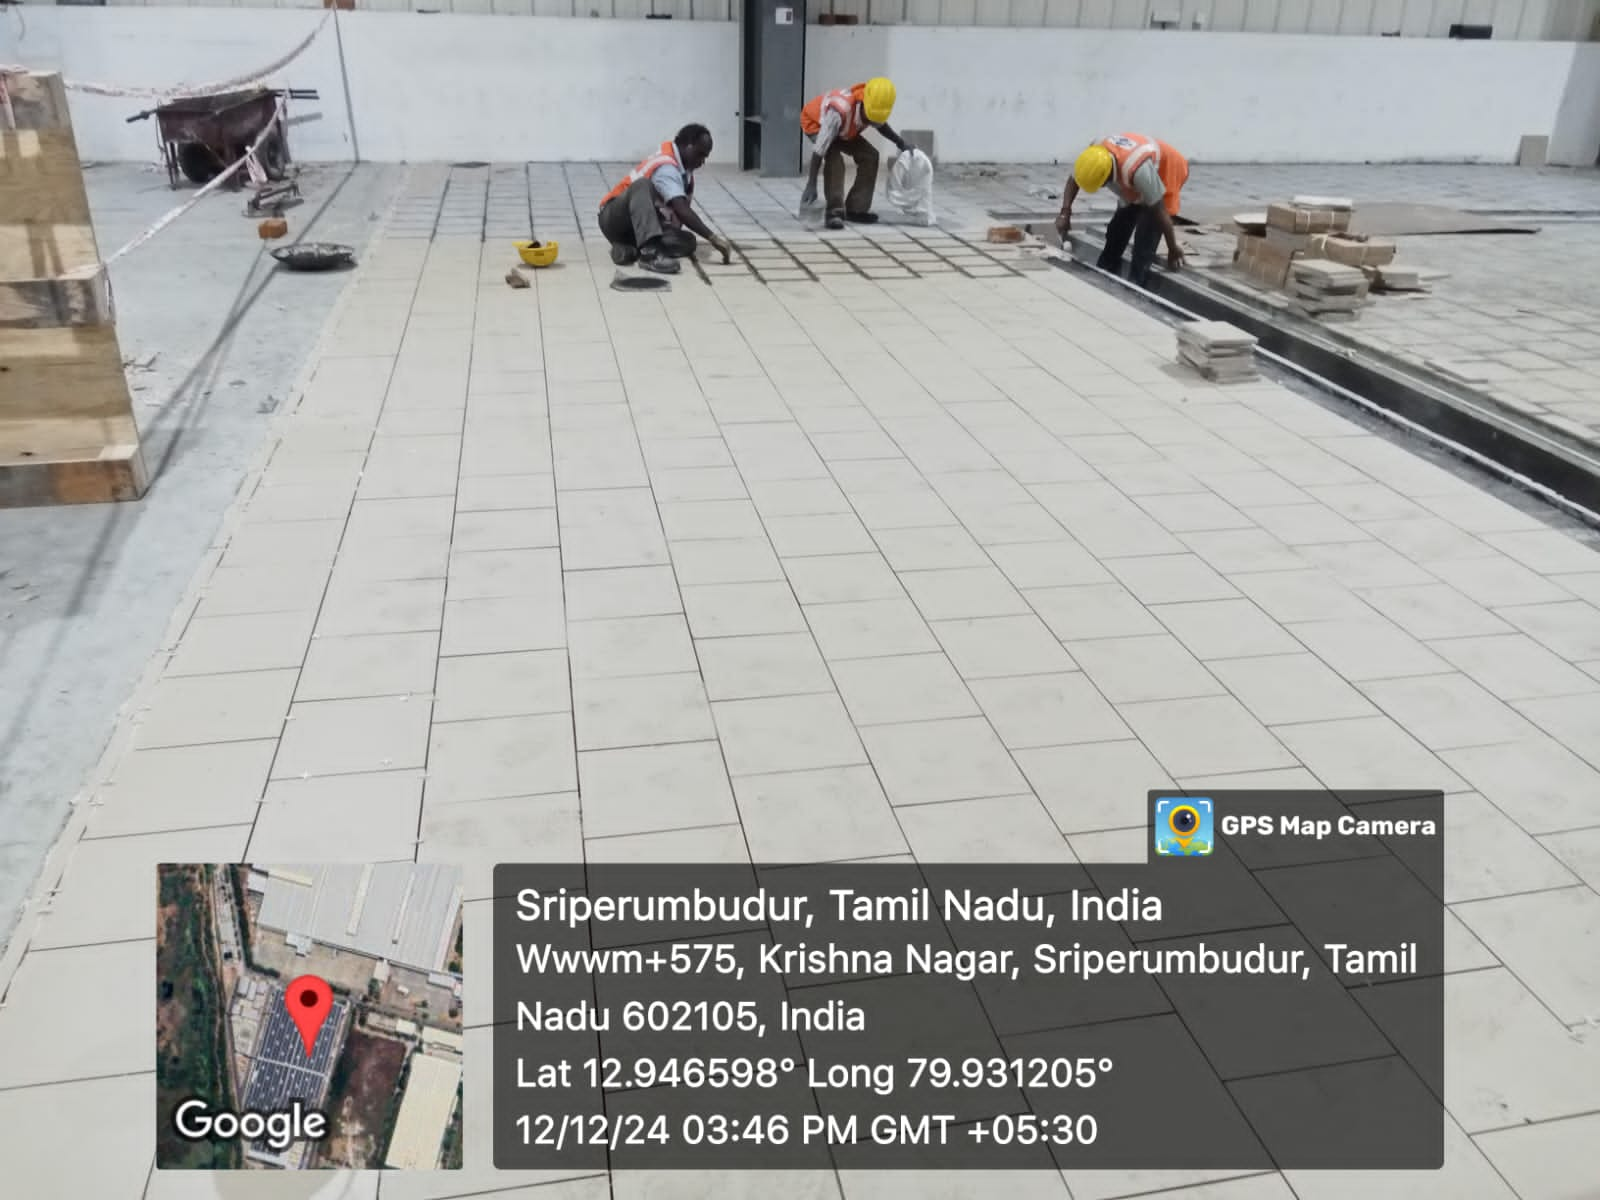 GPS Map Camera
Sriperumbudur, Tamil Nadu, India
Wwwm+575, Krishna Nagar, Sriperumbudur, Tamil
Nadu 602105, India
Lat 12.946598° Long 79.931205°
12/12/24 03:46 PM GMT +05:30
Google